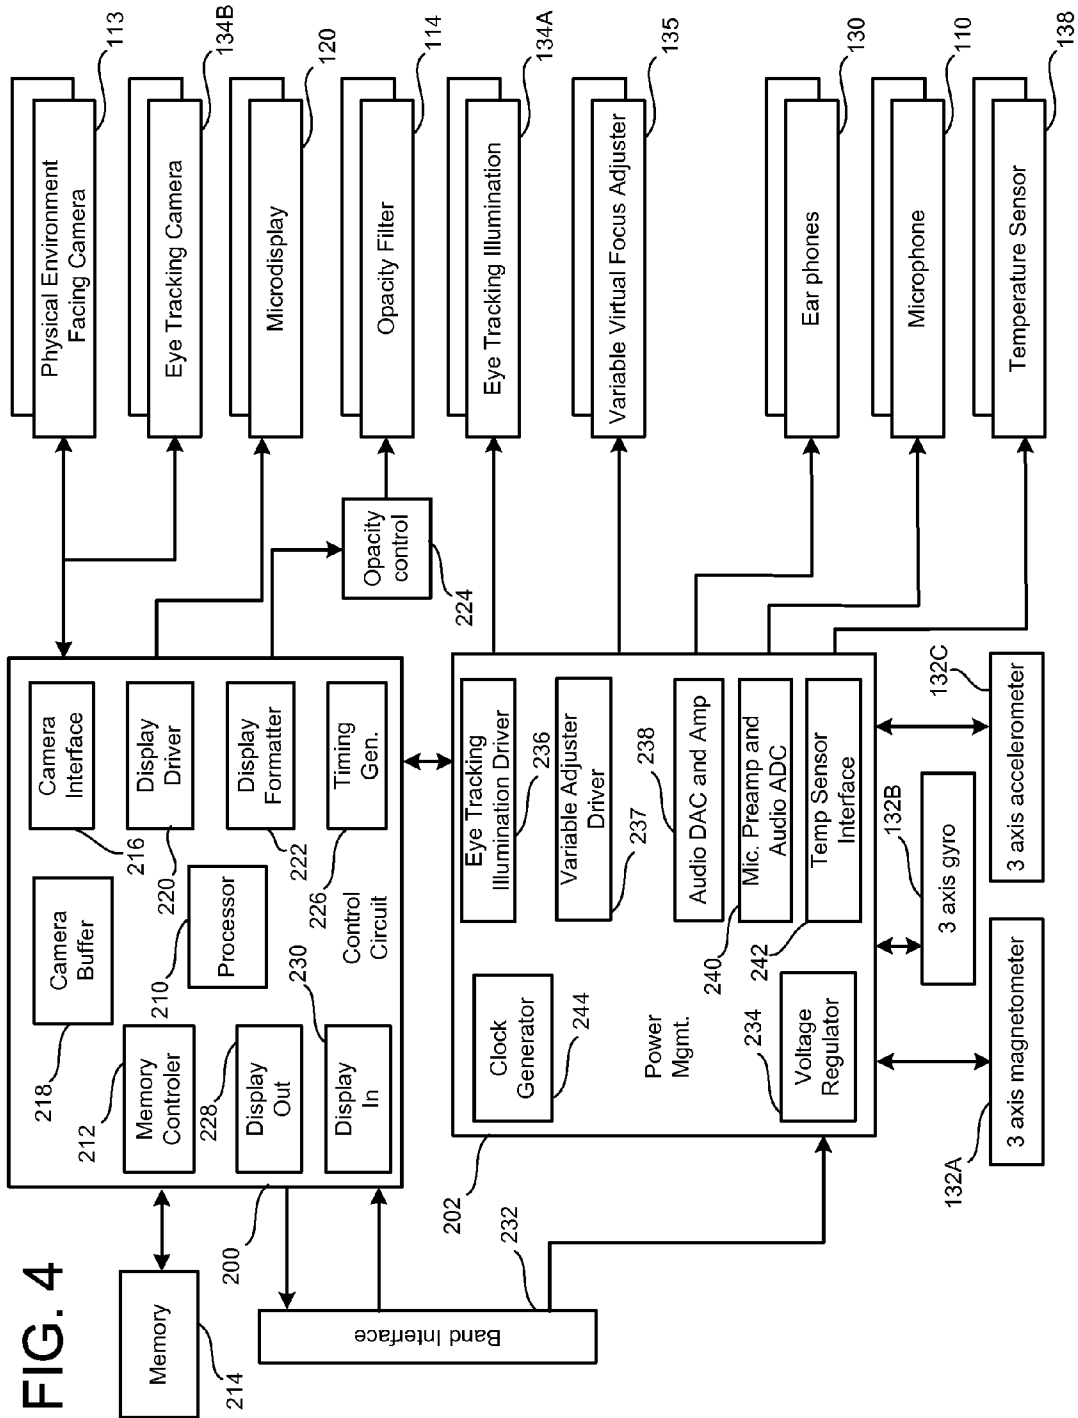 FIG. 4
Memory
214
Band Interface
232
200
Memory
Controler
212
Camera
Buffer
218
Camera
Interface
216
Processor
210
Display
Driver
220
Display
Out
228
Display
Formatter
222
Display
In
230
Control
Circuit
Timing
Gen.
226
Opacity
control
224
Physical Environment
Facing Camera
113
Eye Tracking Camera
134B
Microdisplay
120
Opacity Filter
114
Eye Tracking Illumination
134A
Variable Virtual Focus Adjuster
135
Ear phones
130
Microphone
110
Temperature Sensor
138
202
Clock
Generator
244
Power
Mgmt.
Voltage
Regulator
234
Eye Tracking
Illumination Driver
236
Variable Adjuster
Driver
237
Audio DAC and Amp
238
Mic. Preamp and
Audio ADC
240
Temp Sensor
Interface
242
3 axis magnetometer
132A
3 axis gyro
132B
3 axis accelerometer
132C